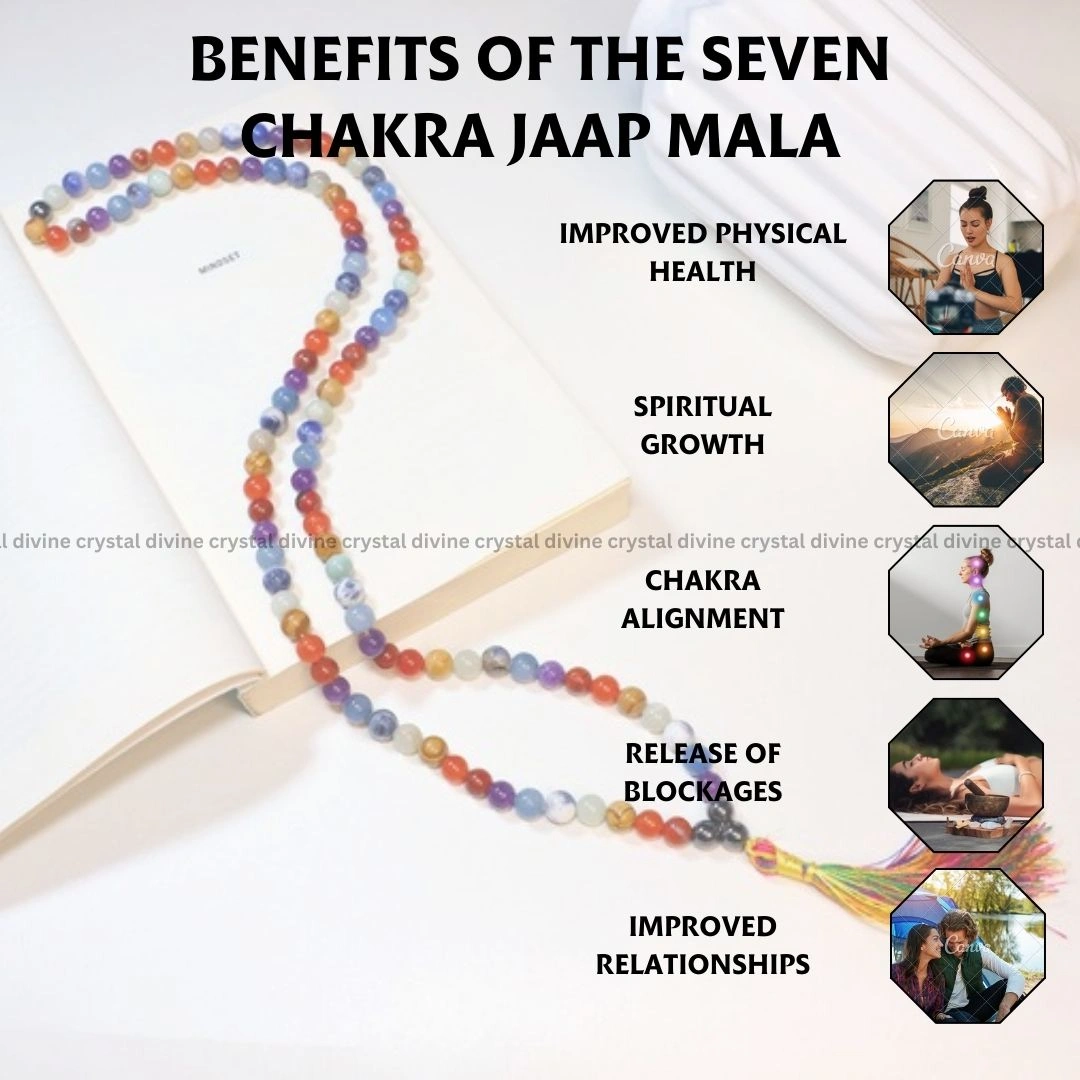 BENEFITS OF THE SEVEN
CHAKRA JAAP MALA
MINDSET
IMPROVED PHYSICAL
HEALTH
Canva
SPIRITUAL
GROWTH
Canva
l divine crystal divine crystal divine crystal divine crystal divine crystal divine crystal divine crystal divine crystal
CHAKRA
ALIGNMENT
RELEASE OF
BLOCKAGES
IMPROVED
RELATIONSHIPS
Canva